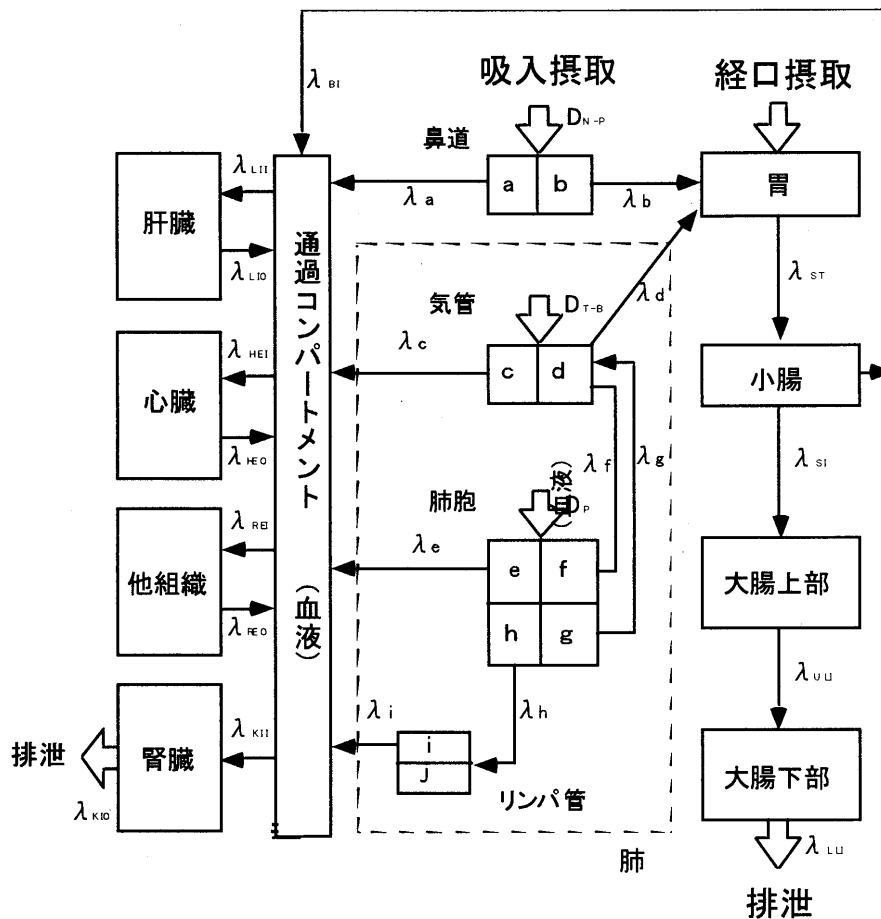 吸入摂取
経口摂取
λBI
DN-P
鼻道
a
b
λa
λb
胃
λLII
肝臓
λLIO
通過コンパートメント
(血液)
λST
気管
DT-B
λd
λc
c
d
小腸
λHEI
心臓
λHEO
λf
λg
λSI
肺胞
DP
(血液)
λREI
他組織
λREO
λe
e
f
h
g
大腸上部
λi
λh
λKII
i
J
リンパ管
排泄
腎臓
λKIO
大腸下部
肺
排泄